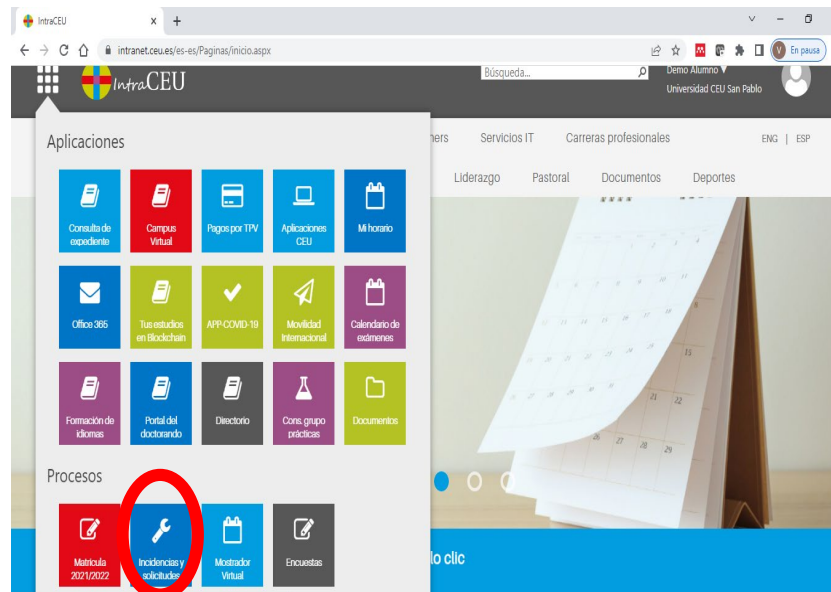 IntraCEU
intranet.ceu.es/es-es/Paginas/inicio.aspx
En pausa
V
IntraCEU
Búsqueda...
Demo Alumno
Universidad CEU San Pablo
Servicios IT Carreras profesionales
ENG | ESP
Liderazgo Pastoral Documentos Deportes
Aplicaciones
Consulta de
expediente
Campus
Virtual
Pagos por TPV
Aplicaciones
CEU
Mi horario
Office 365
Tus estudios
en Blockchain
APP COVID-19
Movilidad
Internacional
Calendario de
exámenes
Formación de
idiomas
Portal del
doctorando
Directorio
Cons. grupo
prácticas
Documentos
Procesos
Matrícula
2021/2022
Incidencias y
solicitudes
Mostrador
Virtual
Encuestas
clic